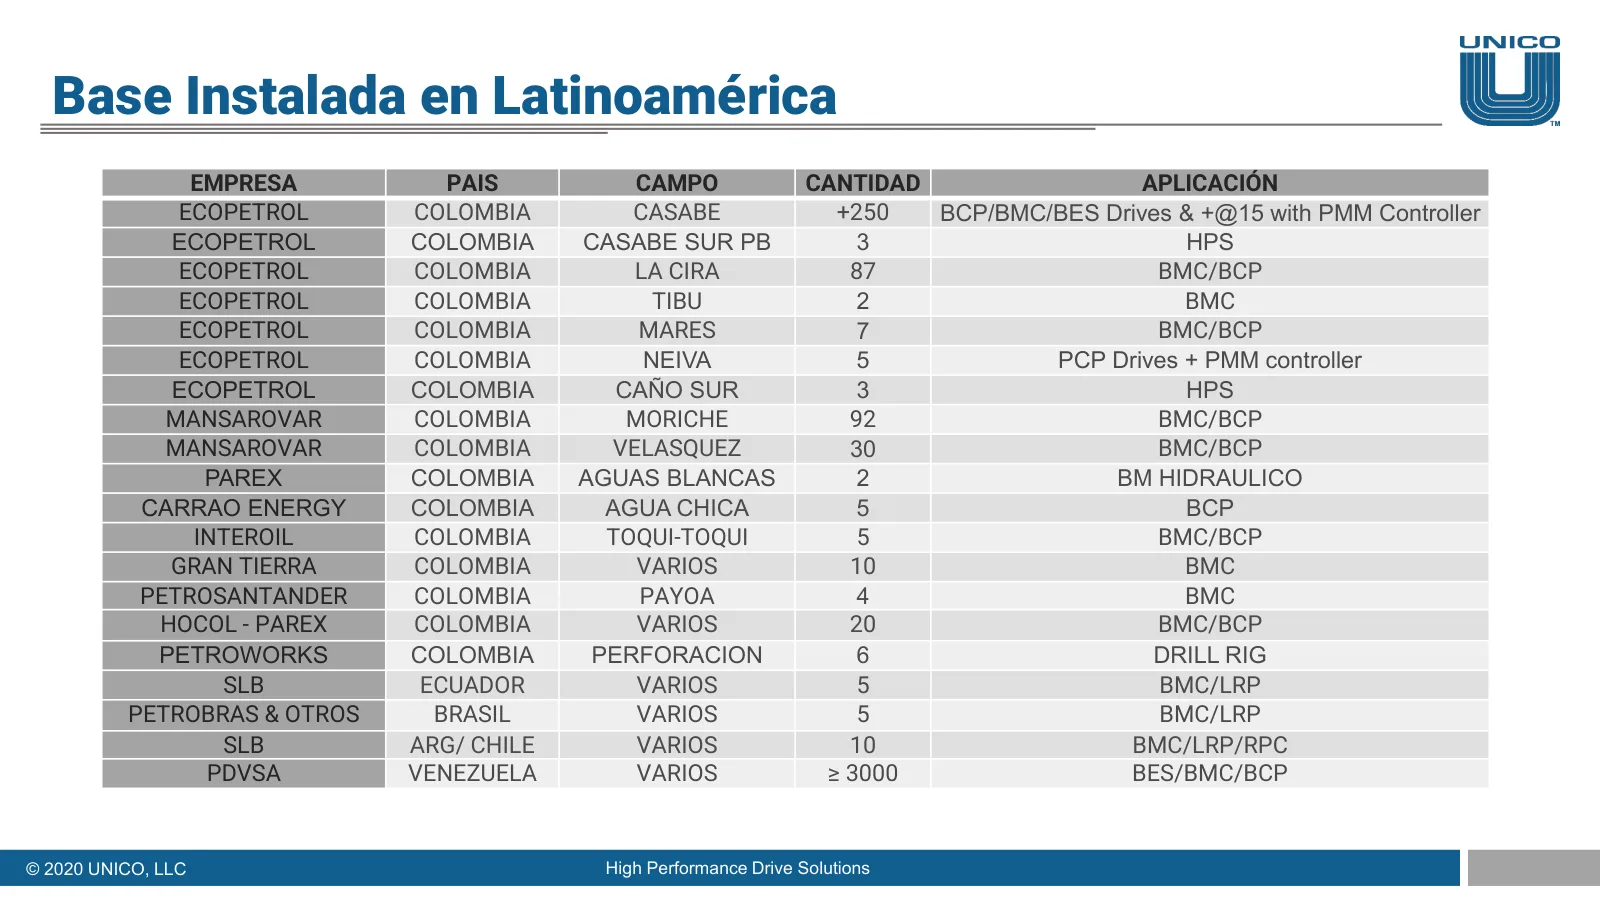 UNICO
TM
Base Instalada en Latinoamérica
EMPRESA PAIS CAMPO CANTIDAD APLICACIÓN
ECOPETROL COLOMBIA CASABE +250 BCP/BMC/BES Drives & +@15 with PMM Controller
ECOPETROL COLOMBIA CASABE SUR PB 3 HPS
ECOPETROL COLOMBIA LA CIRA 87 BMC/BCP
ECOPETROL COLOMBIA TIBU 2 BMC
ECOPETROL COLOMBIA MARES 7 BMC/BCP
ECOPETROL COLOMBIA NEIVA 5 PCP Drives + PMM controller
ECOPETROL COLOMBIA CAÑO SUR 3 HPS
MANSAROVAR COLOMBIA MORICHE 92 BMC/BCP
MANSAROVAR COLOMBIA VELASQUEZ 30 BMC/BCP
PAREX COLOMBIA AGUAS BLANCAS 2 BM HIDRAULICO
CARRAO ENERGY COLOMBIA AGUA CHICA 5 BCP
INTEROIL COLOMBIA TOQUI-TOQUI 5 BMC/BCP
GRAN TIERRA COLOMBIA VARIOS 10 BMC
PETROSANTANDER COLOMBIA PAYOA 4 BMC
HOCOL - PAREX COLOMBIA VARIOS 20 BMC/BCP
PETROWORKS COLOMBIA PERFORACION 6 DRILL RIG
SLB ECUADOR VARIOS 5 BMC/LRP
PETROBRAS & OTROS BRASIL VARIOS 5 BMC/LRP
SLB ARG/ CHILE VARIOS 10 BMC/LRP/RPC
PDVSA VENEZUELA VARIOS ≥ 3000 BES/BMC/BCP
© 2020 UNICO, LLC High Performance Drive Solutions